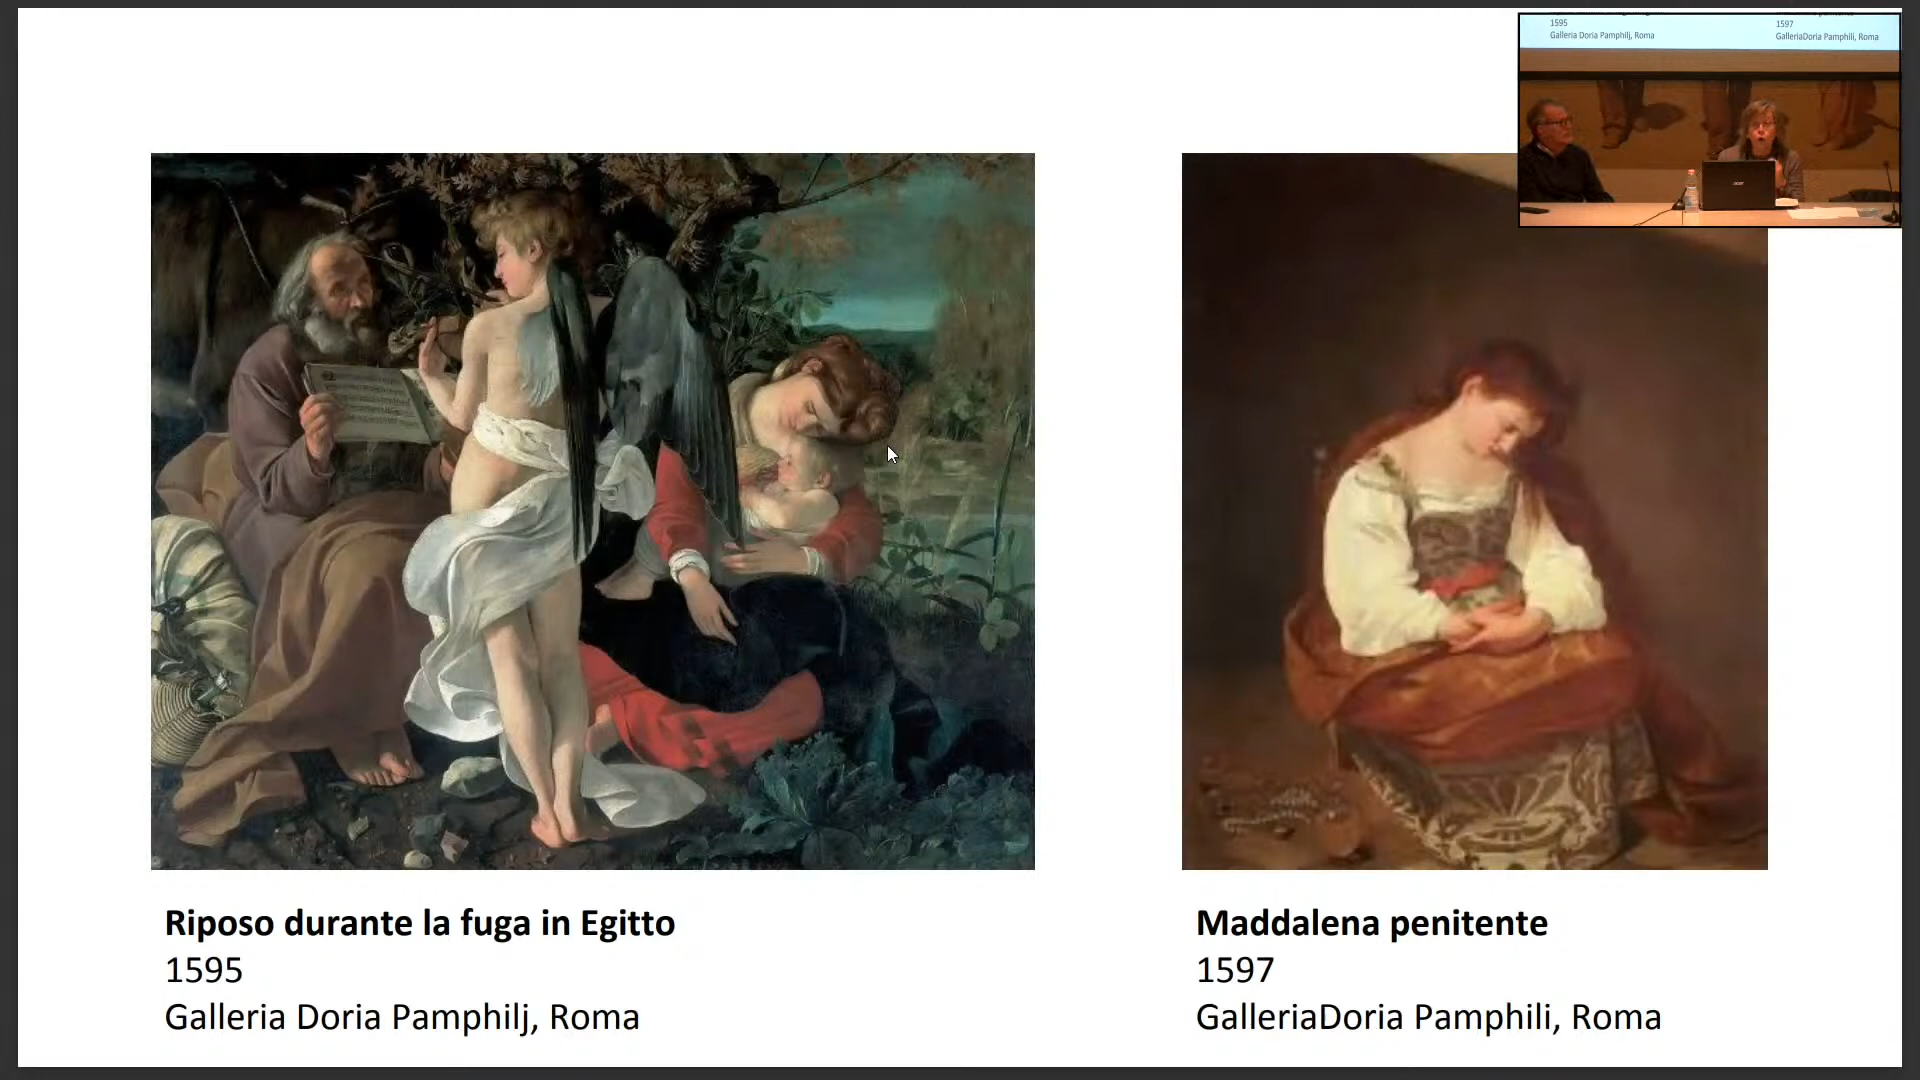 1595
Galleria Doria Pamphilj, Roma
1597
GalleriaDoria Pamphili, Roma
acer
Riposo durante la fuga in Egitto
1595
Galleria Doria Pamphilj, Roma
Maddalena penitente
1597
GalleriaDoria Pamphili, Roma